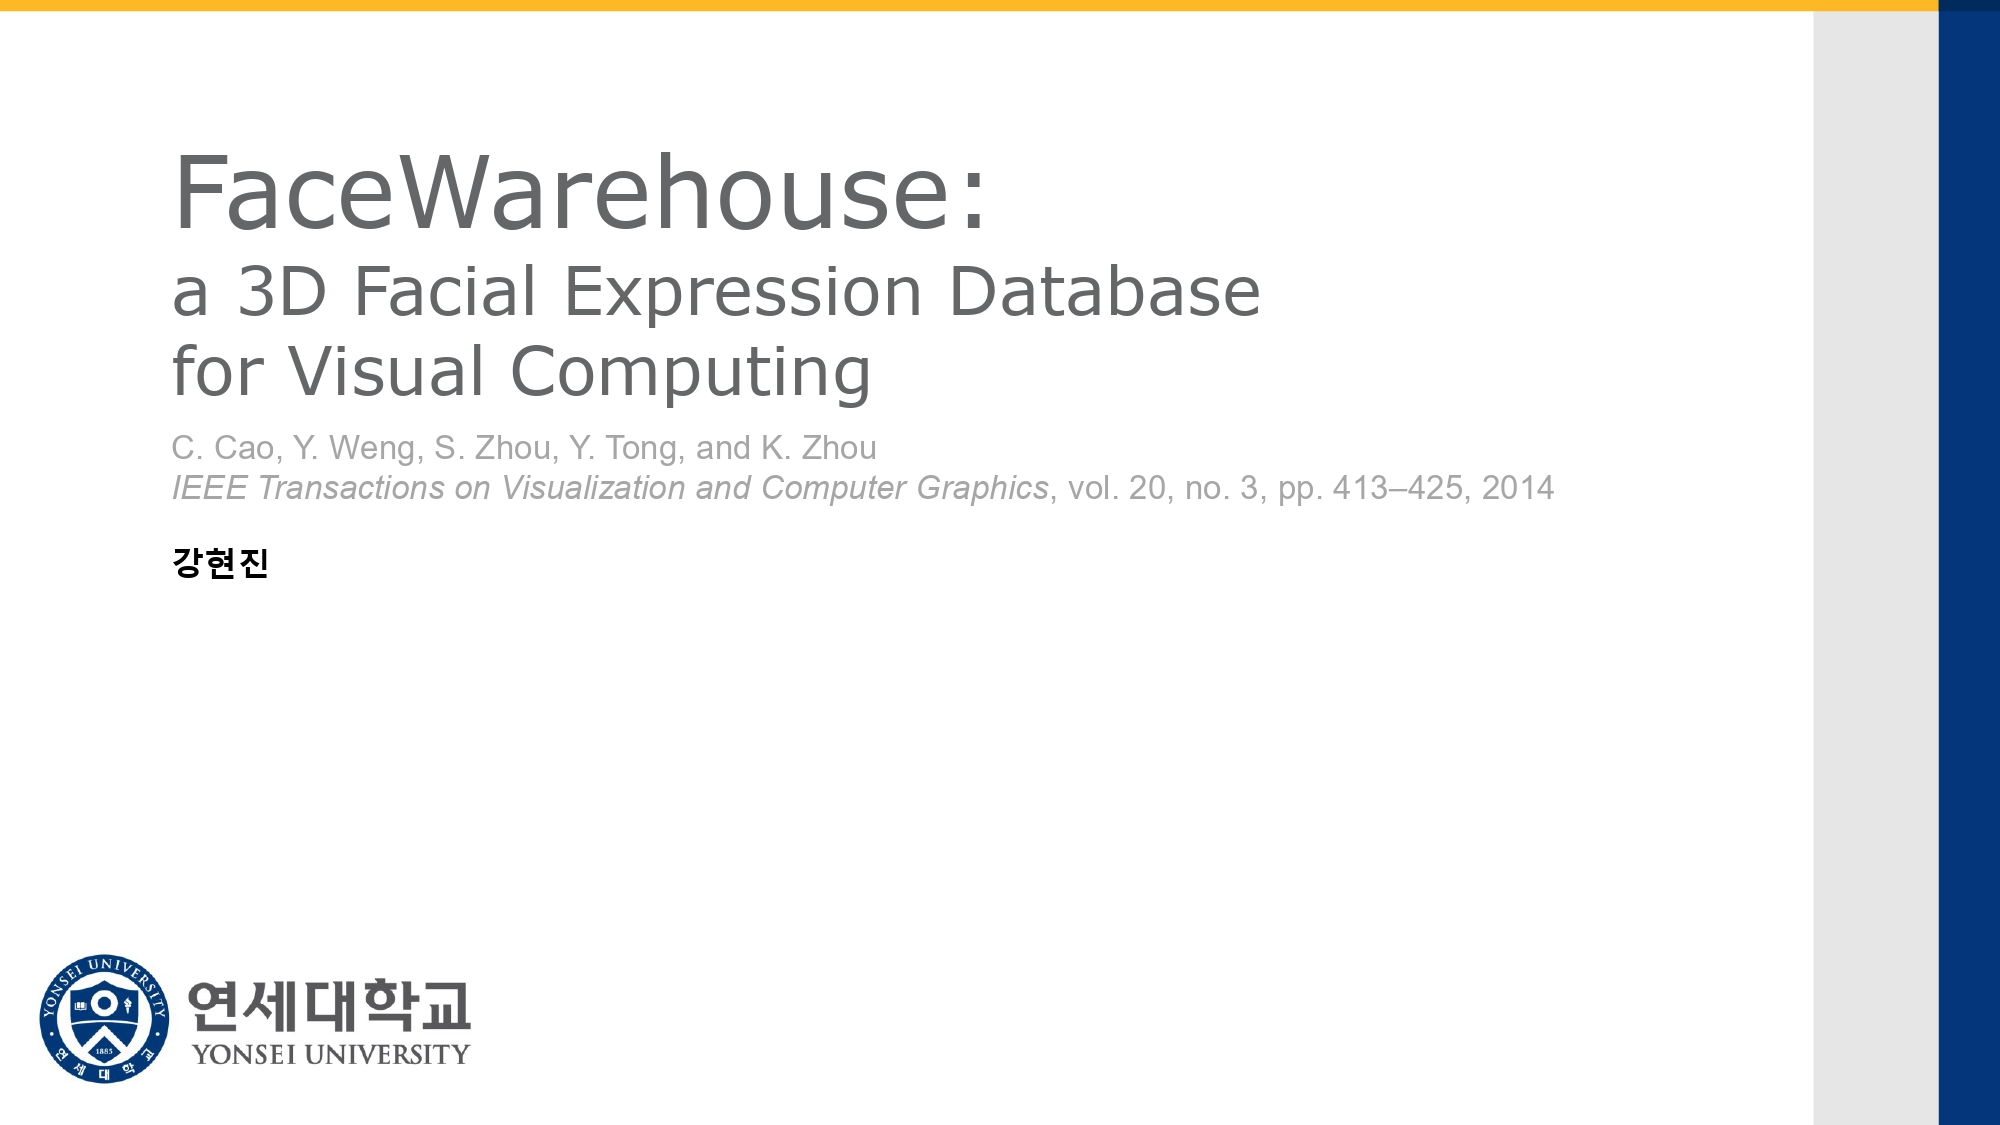 FaceWarehouse:
a 3D Facial Expression Database
for Visual Computing
C. Cao, Y. Weng, S. Zhou, Y. Tong, and K. Zhou
IEEE Transactions on Visualization and Computer Graphics, vol. 20, no. 3, pp. 413–425, 2014
강현진
YONSEI UNIVERSITY
1885
연세대학교
연세대학교
YONSEI UNIVERSITY